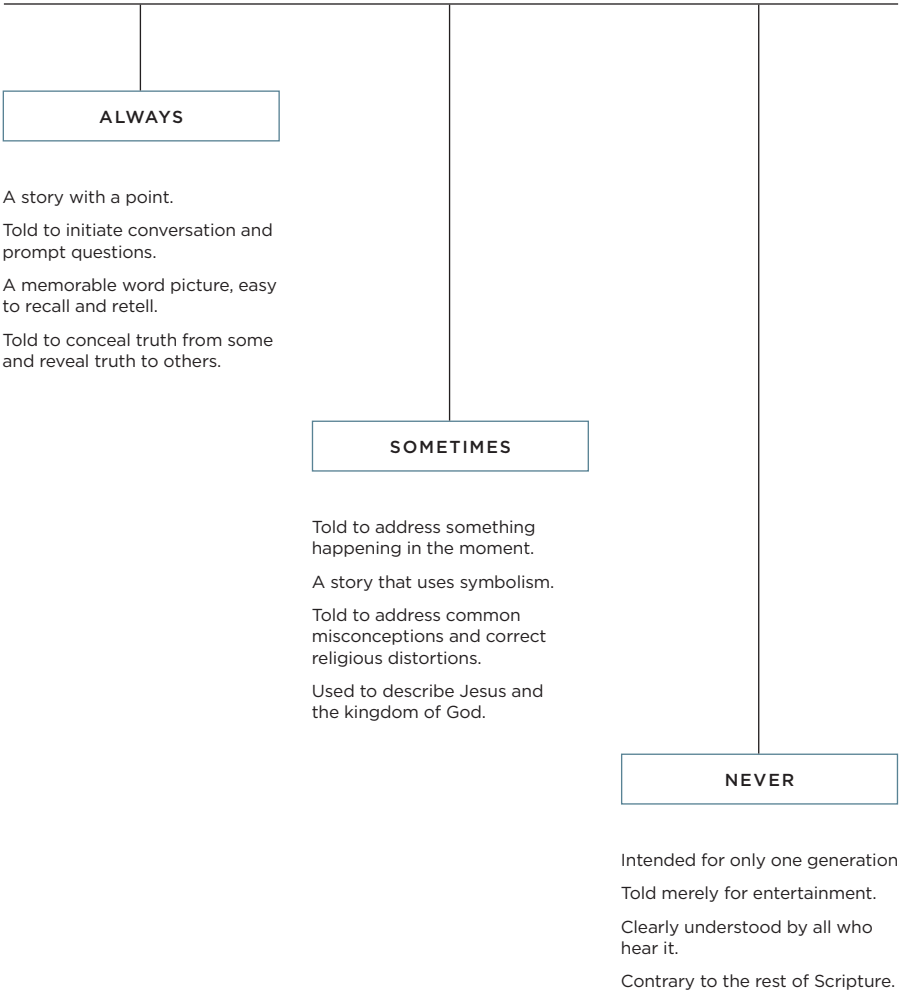 ALWAYS
A story with a point.
Told to initiate conversation and
prompt questions.
A memorable word picture, easy
to recall and retell.
Told to conceal truth from some
and reveal truth to others.
SOMETIMES
Told to address something
happening in the moment.
A story that uses symbolism.
Told to address common
misconceptions and correct
religious distortions.
Used to describe Jesus and
the kingdom of God.
NEVER
Intended for only one generation
Told merely for entertainment.
Clearly understood by all who
hear it.
Contrary to the rest of Scripture.